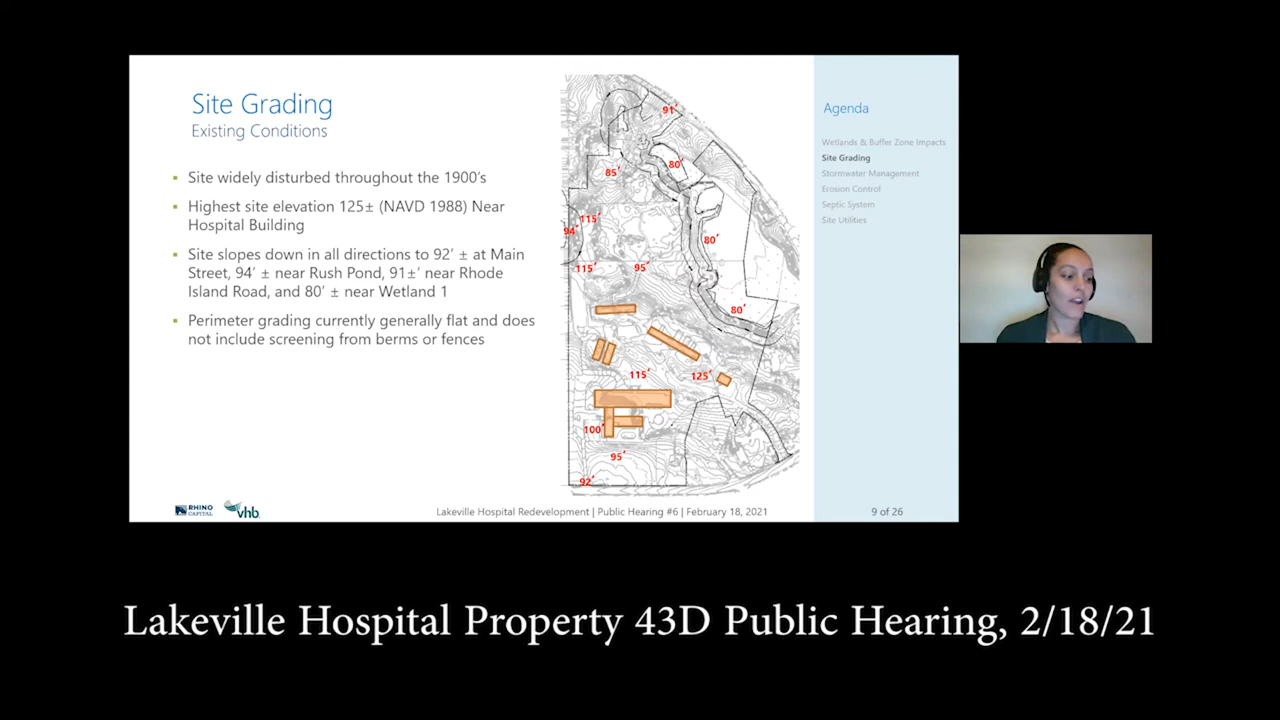 Site Grading
Existing Conditions
▪ Site widely disturbed throughout the 1900's
▪ Highest site elevation 125± (NAVD 1988) Near
Hospital Building
▪ Site slopes down in all directions to 92' ± at Main
Street, 94' ± near Rush Pond, 91±' near Rhode
Island Road, and 80' ± near Wetland 1
▪ Perimeter grading currently generally flat and does
not include screening from berms or fences
91'
80'
85'
115'
94'
80'
115'
95'
80'
115'
125'
100'
95'
92'
Agenda
Wetlands & Buffer Zone Impacts
Site Grading
Stormwater Management
Erosion Control
Septic System
Site Utilities
RHINO
CAPITAL
vhb
Lakeville Hospital Redevelopment | Public Hearing #6 | February 18, 2021
9 of 26
Lakeville Hospital Property 43D Public Hearing, 2/18/21